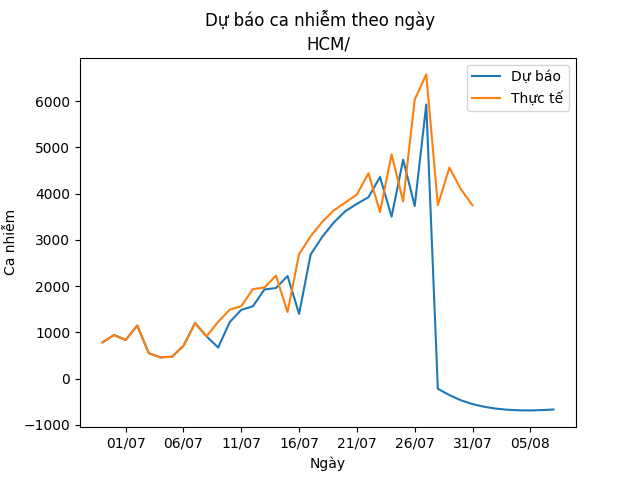 Dự báo ca nhiễm theo ngày
HCM/
Dự báo
Thực tế
6000
5000
4000
3000
2000
1000
0
−1000
Ca nhiễm
01/07 06/07 11/07 16/07 21/07 26/07 31/07 05/08
Ngày